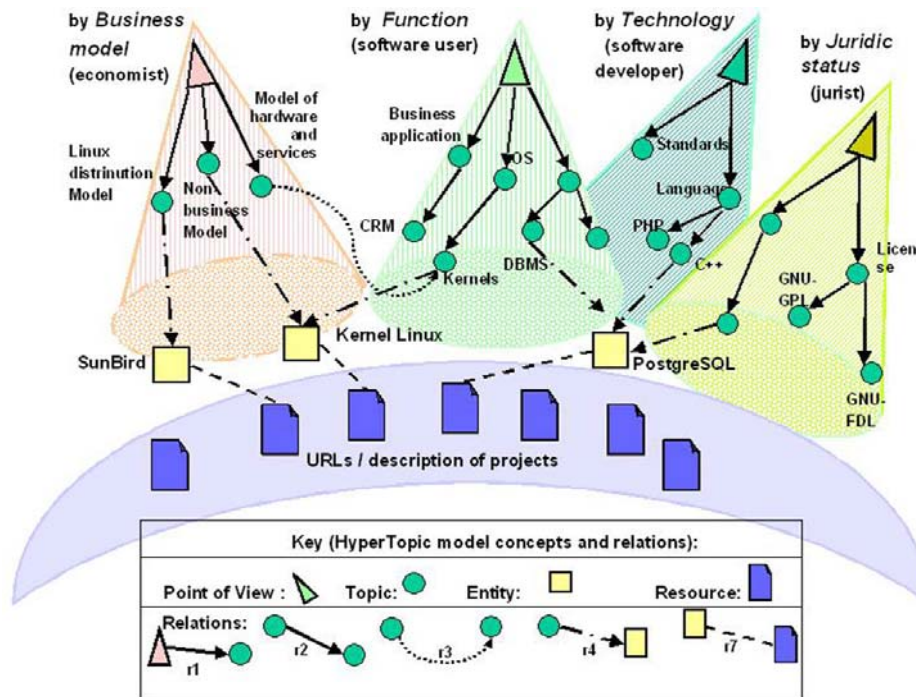 by Business
model
(economist)
by Function
(software user)
by Technology
(software
developer)
by Juridic
status
(jurist)
Model of
hardware
and
services
Linux
distrinution
Model
Non-
business
Model
Business
application
OS
CRM
Kernels
DBMS
Standards
Language
PHP
C++
Licen
se
GNU-
GPL
GNU-
FDL
SunBird
Kernel Linux
PostgreSQL
URLs / description of projects
Key (HyperTopic model concepts and relations):
Point of View :
Topic:
Entity:
Resource:
Relations:
r1
r2
r3
r4
r7